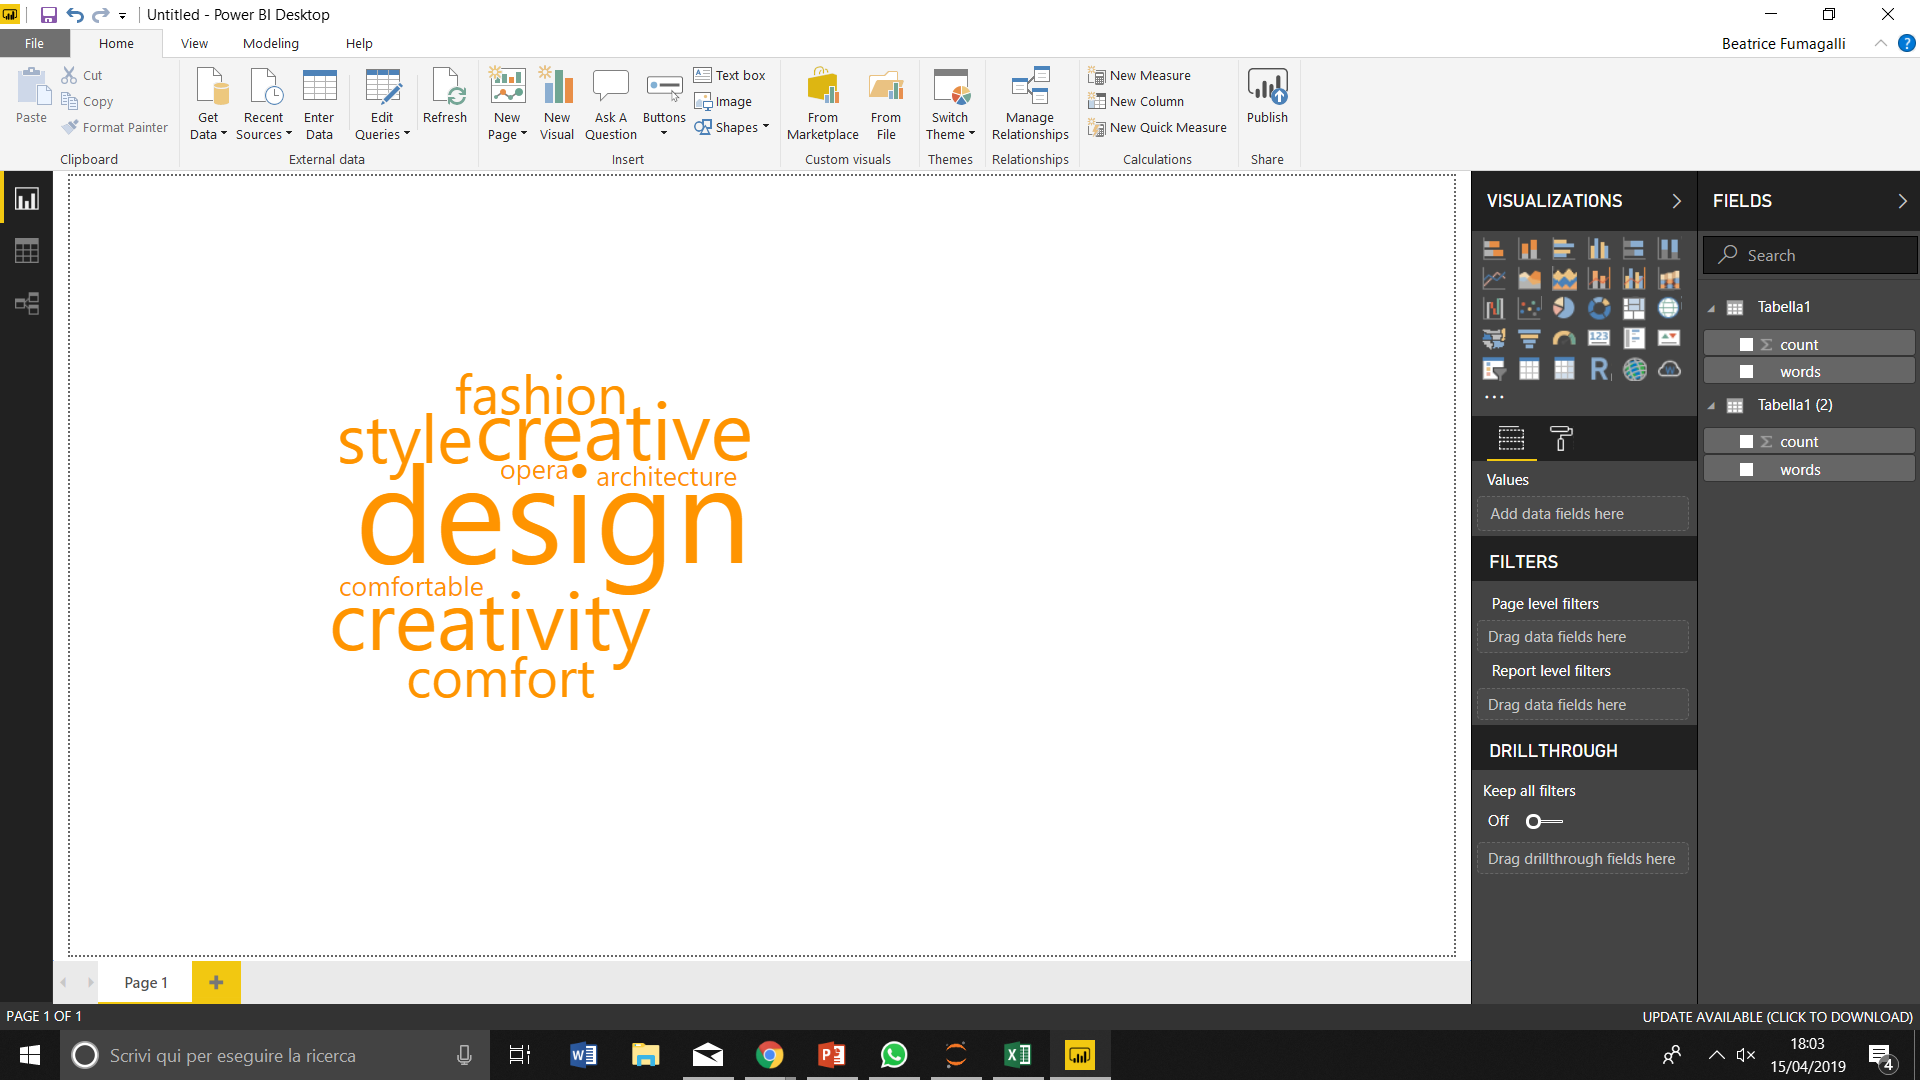 Untitled - Power BI Desktop
File Home View Modeling Help
Beatrice Fumagalli ?
Paste
Cut
Copy
Format Painter
Clipboard
Get Data
Recent Sources
Enter Data
Edit Queries
Refresh
External data
New Page
New Visual
Ask A Question
Buttons
Text box
Image
Shapes
Insert
From Marketplace
From File
Custom visuals
Switch Theme
Themes
Manage Relationships
Relationships
New Measure
New Column
New Quick Measure
Calculations
Publish
Share
fashion
style creative
opera architecture
design
comfortable
creativity
comfort
VISUALIZATIONS
123
R
Values
Add data fields here
FILTERS
Page level filters
Drag data fields here
Report level filters
Drag data fields here
DRILLTHROUGH
Keep all filters
Off
Drag drillthrough fields here
FIELDS
Search
Tabella1
Σ count
words
Tabella1 (2)
Σ count
words
Page 1 +
PAGE 1 OF 1
UPDATE AVAILABLE (CLICK TO DOWNLOAD)
Scrivi qui per eseguire la ricerca
18:03
15/04/2019
4